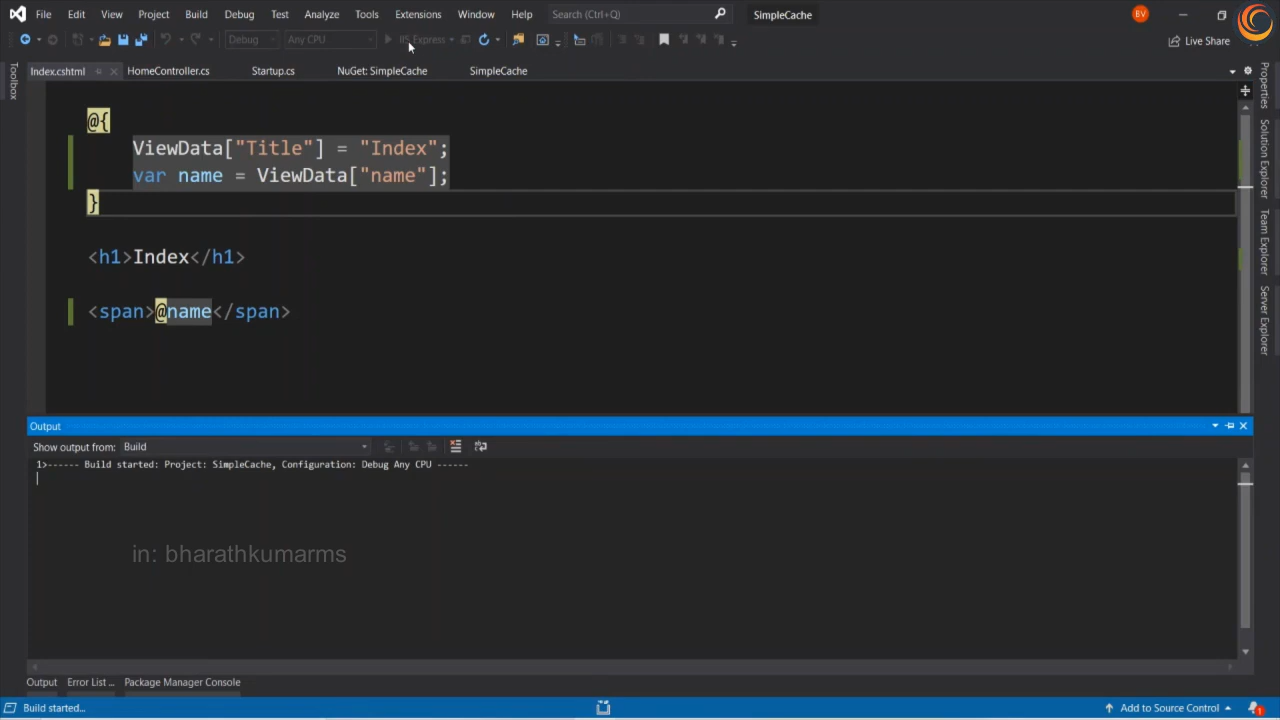 File Edit View Project Build Debug Test Analyze Tools Extensions Window Help Search (Ctrl+Q) SimpleCache BV
Debug Any CPU IIS Express Live Share
Toolbox
Index.cshtml HomeController.cs Startup.cs NuGet: SimpleCache SimpleCache
@{
ViewData["Title"] = "Index";
var name = ViewData["name"];
}
<h1>Index</h1>
<span>@name</span>
Properties
Solution Explorer
Team Explorer
Server Explorer
Output
Show output from: Build
1>------ Build started: Project: SimpleCache, Configuration: Debug Any CPU ------
in: bharathkumarms
Output Error List ... Package Manager Console
Build started... Add to Source Control 1